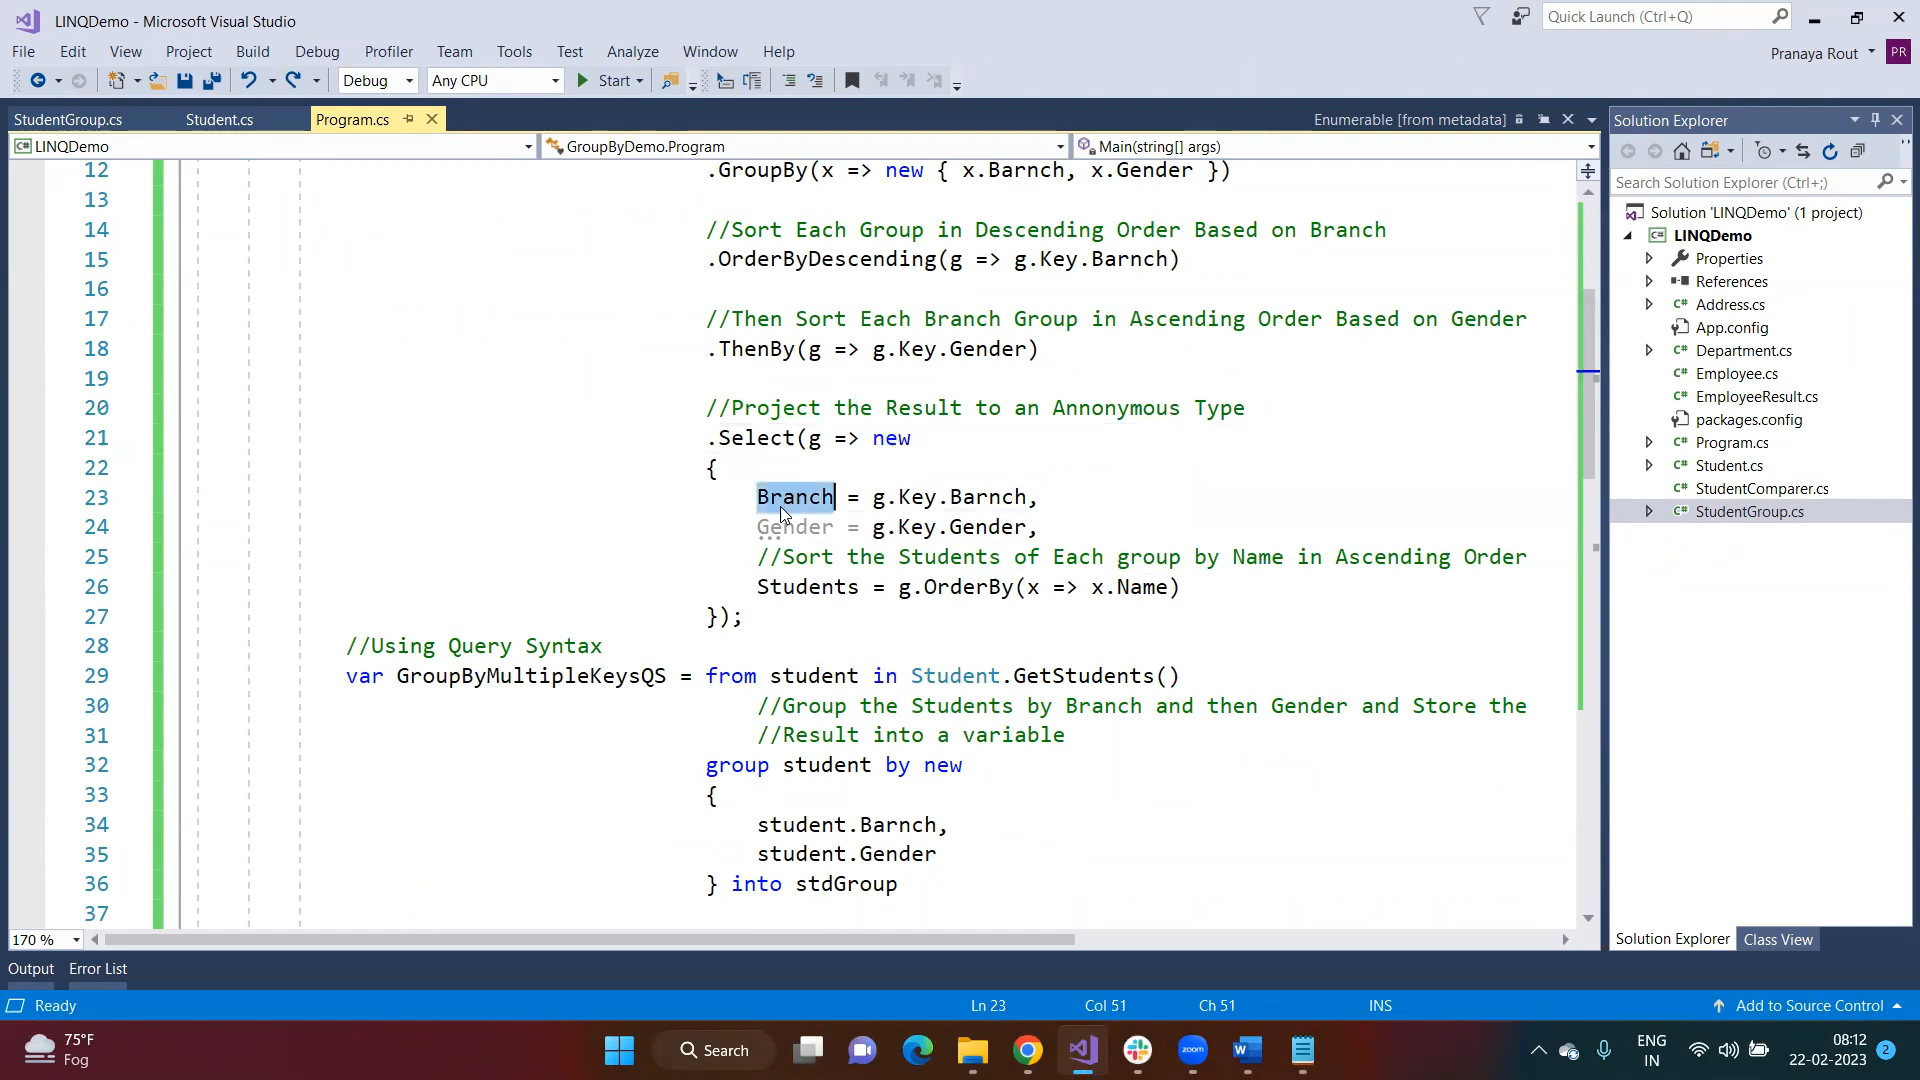 LINQDemo - Microsoft Visual Studio
Quick Launch (Ctrl+Q)
File Edit View Project Build Debug Profiler Team Tools Test Analyze Window Help
Pranaya Rout PR
Debug Any CPU Start
StudentGroup.cs Student.cs Program.cs Enumerable [from metadata]
LINQDemo GroupByDemo.Program Main(string[] args)
12 .GroupBy(x => new { x.Barnch, x.Gender })
13
14 //Sort Each Group in Descending Order Based on Branch
15 .OrderByDescending(g => g.Key.Barnch)
16
17 //Then Sort Each Branch Group in Ascending Order Based on Gender
18 .ThenBy(g => g.Key.Gender)
19
20 //Project the Result to an Annonymous Type
21 .Select(g => new
22 {
23 Branch = g.Key.Barnch,
24 Gender = g.Key.Gender,
25 //Sort the Students of Each group by Name in Ascending Order
26 Students = g.OrderBy(x => x.Name)
27 });
28 //Using Query Syntax
29 var GroupByMultipleKeysQS = from student in Student.GetStudents()
30 //Group the Students by Branch and then Gender and Store the
31 //Result into a variable
32 group student by new
33 {
34 student.Barnch,
35 student.Gender
36 } into stdGroup
37
170 %
Solution Explorer
Search Solution Explorer (Ctrl+;)
Solution 'LINQDemo' (1 project)
C# LINQDemo
Properties
References
C# Address.cs
App.config
C# Department.cs
C# Employee.cs
C# EmployeeResult.cs
packages.config
C# Program.cs
C# Student.cs
C# StudentComparer.cs
C# StudentGroup.cs
Solution Explorer Class View
Output Error List
Ready Ln 23 Col 51 Ch 51 INS Add to Source Control
75°F
Fog
Search
zoom
W
ENG
IN
08:12
22-02-2023
2